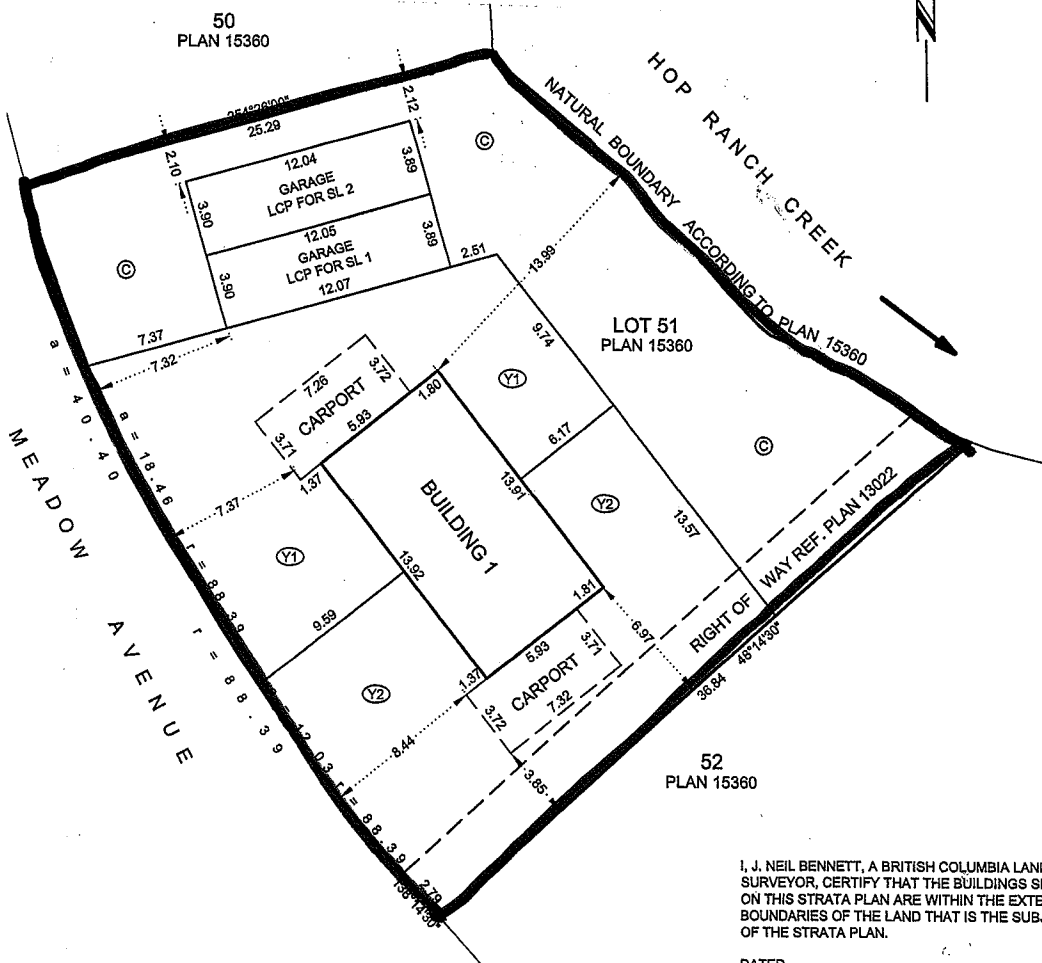 50
PLAN 15360
N
HOP RANCH CREEK
NATURAL BOUNDARY ACCORDING TO PLAN 15360
25.29
2.12
2.10
©
12.04
GARAGE
LCP FOR SL 2
3.89
3.90
12.05
GARAGE
LCP FOR SL 1
3.89
3.90
12.07
2.51
©
7.37
7.32
13.99
LOT 51
PLAN 15360
9.74
a = 40.40
a = 18.46
r = 88.39
r = 88.39
MEADOW AVENUE
7.26
3.72
3.71
CARPORT
5.93
1.80
1.37
7.37
Y1
6.17
Y1
13.91
Y2
13.57
©
BUILDING 1
13.92
9.59
Y2
1.81
5.93
1.37
CARPORT
3.71
3.72
7.32
6.97
8.44
3.85
RIGHT OF WAY REF. PLAN 13022
48°14'30"
36.84
r = 88.39
2.79
138°14'30"
52
PLAN 15360
I, J. NEIL BENNETT, A BRITISH COLUMBIA LAN
SURVEYOR, CERTIFY THAT THE BUILDINGS S
ON THIS STRATA PLAN ARE WITHIN THE EXTE
BOUNDARIES OF THE LAND THAT IS THE SUB
OF THE STRATA PLAN.